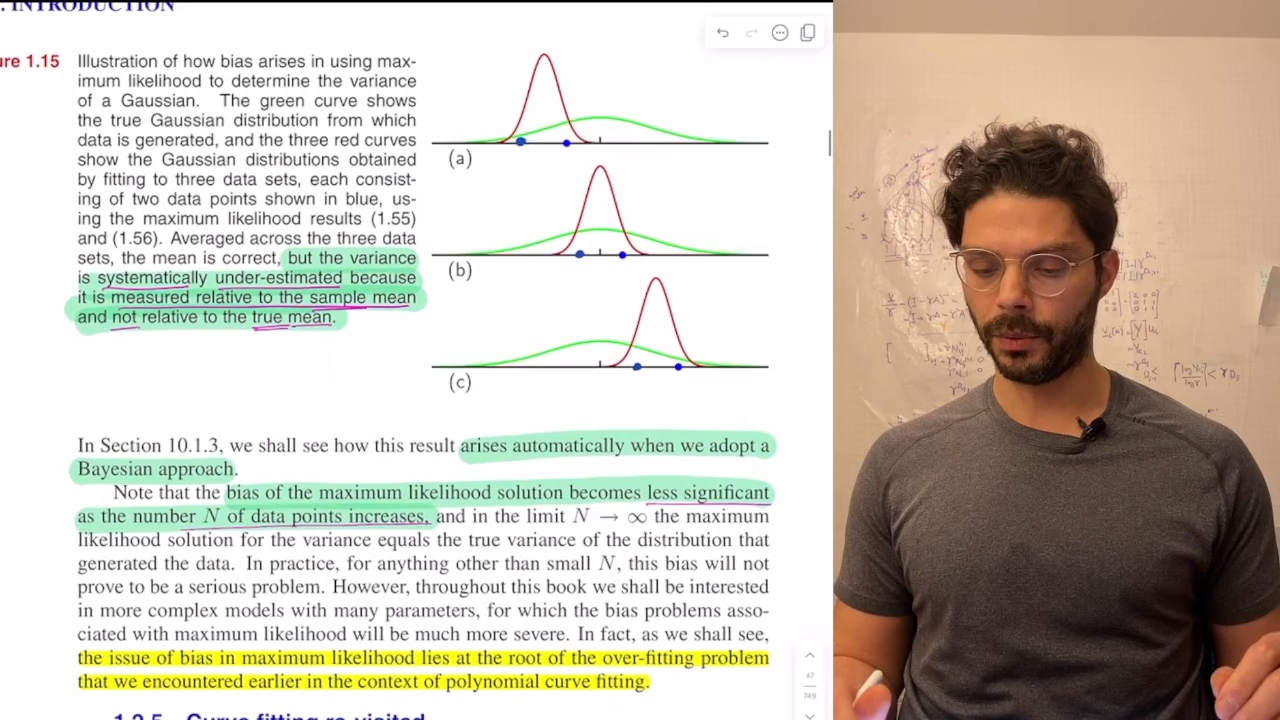 . INTRODUCTION
ure 1.15
Illustration of how bias arises in using max-
imum likelihood to determine the variance
of a Gaussian. The green curve shows
the true Gaussian distribution from which
data is generated, and the three red curves
show the Gaussian distributions obtained
by fitting to three data sets, each consist-
ing of two data points shown in blue, us-
ing the maximum likelihood results (1.55)
and (1.56). Averaged across the three data
sets, the mean is correct, but the variance
is systematically under-estimated because
it is measured relative to the sample mean
and not relative to the true mean.
(a)
(b)
(c)
In Section 10.1.3, we shall see how this result arises automatically when we adopt a
Bayesian approach.
Note that the bias of the maximum likelihood solution becomes less significant
as the number N of data points increases, and in the limit N → ∞ the maximum
likelihood solution for the variance equals the true variance of the distribution that
generated the data. In practice, for anything other than small N, this bias will not
prove to be a serious problem. However, throughout this book we shall be interested
in more complex models with many parameters, for which the bias problems asso-
ciated with maximum likelihood will be much more severe. In fact, as we shall see,
the issue of bias in maximum likelihood lies at the root of the over-fitting problem
that we encountered earlier in the context of polynomial curve fitting.
1.2.5 Curve fitting re-visited
47
749